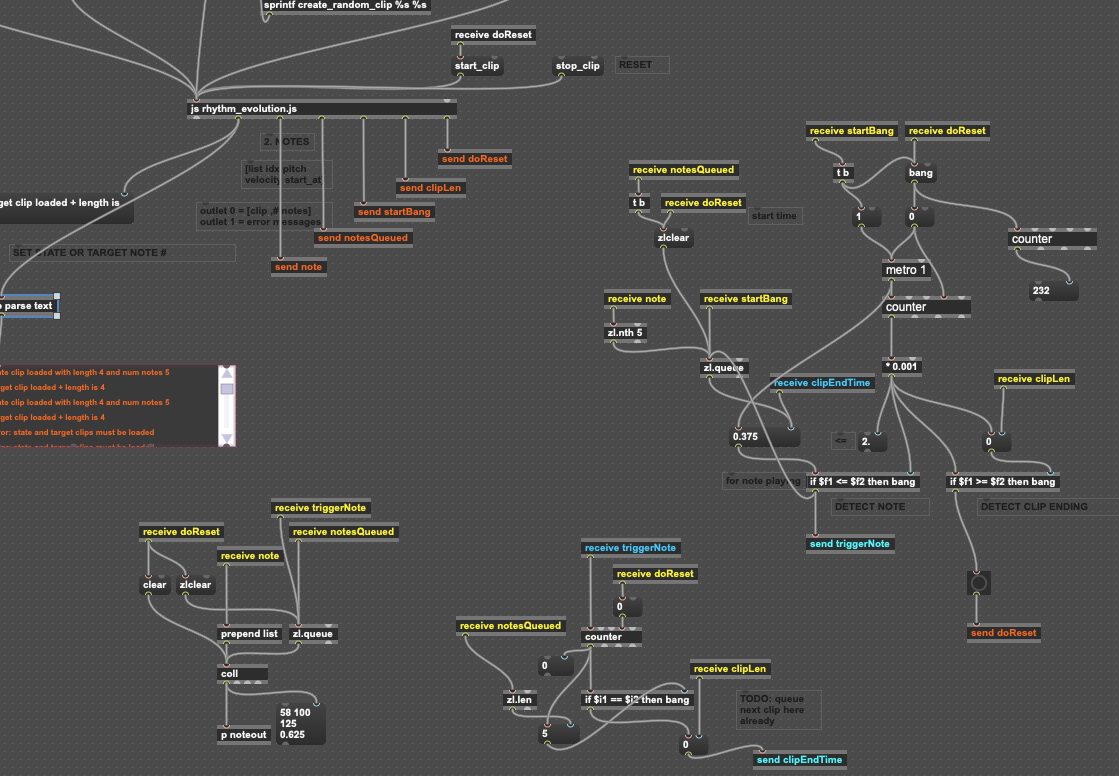 sprintf create_random_clip %s %s
receive doReset
start_clip
stop_clip
RESET
js rhythm_evolution.js
2. NOTES
[list idx pitch
velocity start_at
send doReset
send clipLen
get clip loaded + length is
outlet 0 = [clip ,# notes]
outlet 1 = error messages
send startBang
send notesQueued
SET STATE OR TARGET NOTE #
send note
parse text
clip loaded with length 4 and num notes 5
get clip loaded + length is 4
clip loaded with length 4 and num notes 5
get clip loaded + length is 4
state and target clips must be loaded
receive startBang
receive doReset
receive notesQueued
t b
bang
t b
receive doReset
start time
1
0
zlclear
counter
metro 1
232
receive note
receive startBang
counter
zl.nth 5
zl.queue
* 0.001
receive clipEndTime
receive clipLen
0.375
<=
2.
0
for note playing
if $f1 <= $f2 then bang
if $f1 >= $f2 then bang
DETECT NOTE
DETECT CLIP ENDING
send triggerNote
send doReset
receive triggerNote
receive doReset
receive notesQueued
receive note
clear
zlclear
prepend list
zl.queue
coll
58 100
125
0.625
p noteout
receive triggerNote
receive doReset
0
receive notesQueued
counter
0
receive clipLen
zl.len
if $i1 == $i2 then bang
TODO: queue
next clip here
already
5
0
send clipEndTime